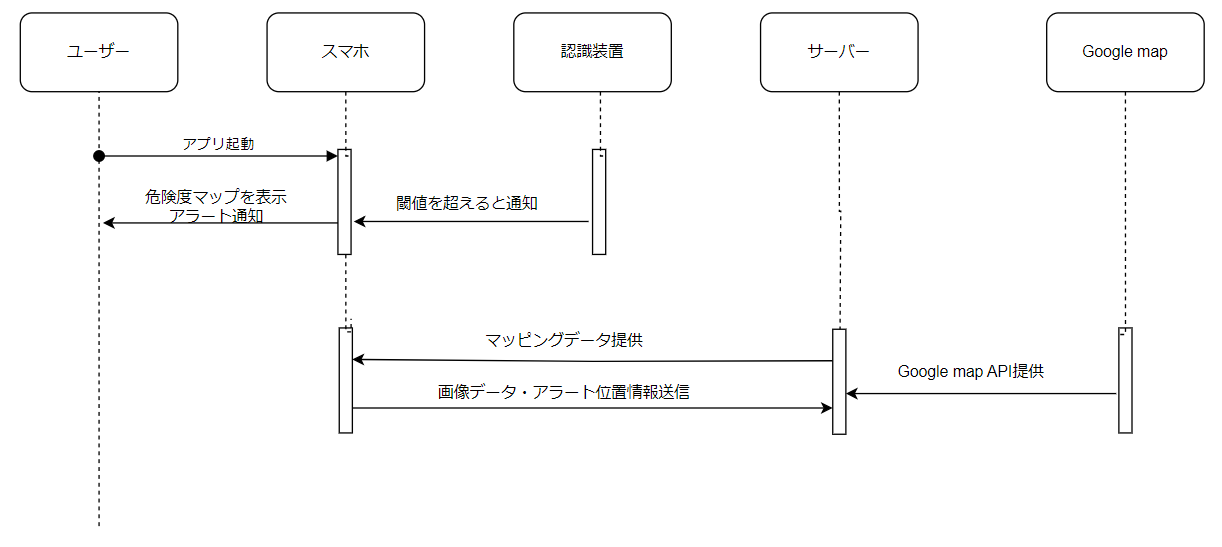 ユーザー
スマホ
認識装置
サーバー
Google map
アプリ起動
危険度マップを表示
アラート通知
閾値を超えると通知
マッピングデータ提供
Google map API提供
画像データ・アラート位置情報送信